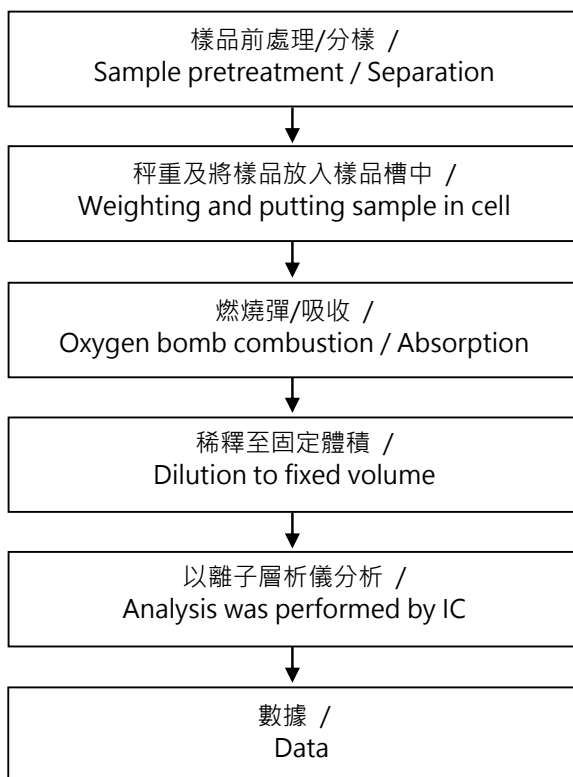 樣品前處理/分樣 /
Sample pretreatment / Separation
秤重及將樣品放入樣品槽中 /
Weighting and putting sample in cell
燃燒彈/吸收 /
Oxygen bomb combustion / Absorption
稀釋至固定體積 /
Dilution to fixed volume
以離子層析儀分析 /
Analysis was performed by IC
數據 /
Data